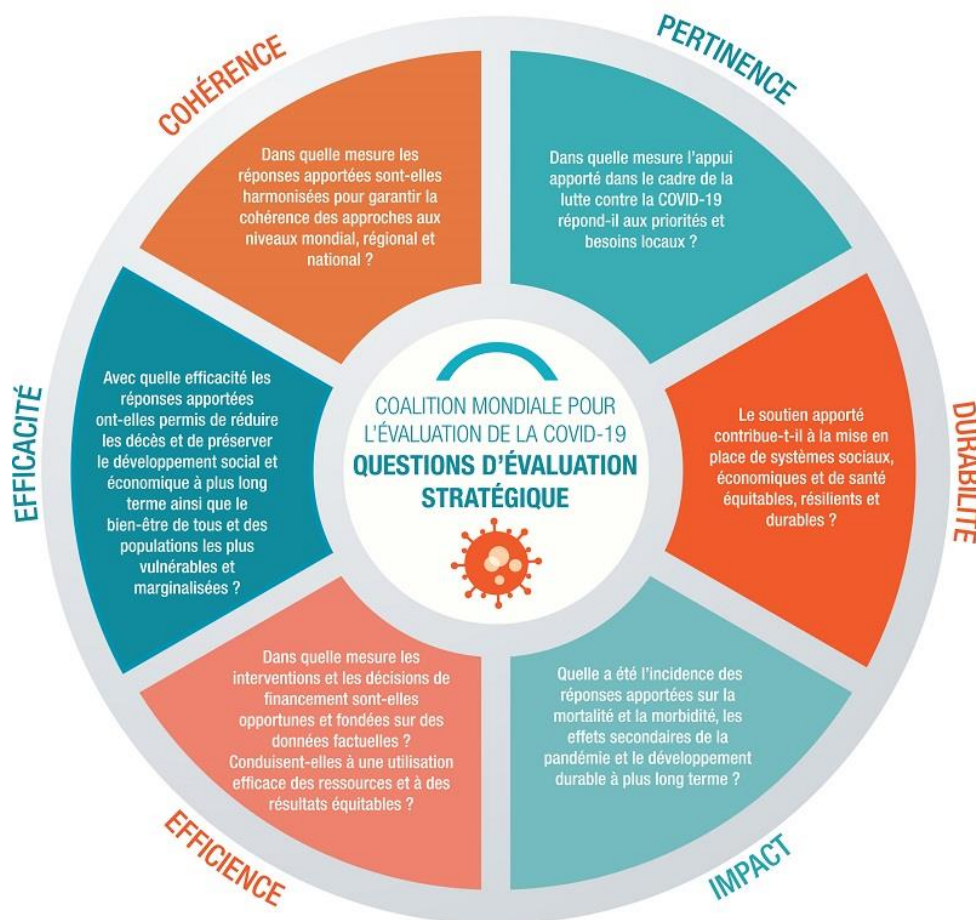 COHÉRENCE
Dans quelle mesure les
réponses apportées sont-elles
harmonisées pour garantir la
cohérence des approches aux
niveaux mondial, régional et
national ?
PERTINENCE
Dans quelle mesure l'appui
apporté dans le cadre de la
lutte contre la COVID-19
répond-il aux priorités et
besoins locaux ?
EFFICACITÉ
Avec quelle efficacité les
réponses apportées
ont-elles permis de réduire
les décès et de préserver
le développement social et
économique à plus long
terme ainsi que le
bien-être de tous et des
populations les plus
vulnérables et
marginalisées ?
COALITION MONDIALE POUR
L'ÉVALUATION DE LA COVID-19
QUESTIONS D'ÉVALUATION
STRATÉGIQUE
DURABILITÉ
Le soutien apporté
contribue-t-il à la mise en
place de systèmes sociaux,
économiques et de santé
équitables, résilients et
durables ?
EFFICIENCE
Dans quelle mesure les
interventions et les décisions de
financement sont-elles
opportunes et fondées sur des
données factuelles ?
Conduisent-elles à une utilisation
efficace des ressources et à des
résultats équitables ?
IMPACT
Quelle a été l'incidence des
réponses apportées sur la
mortalité et la morbidité, les
effets secondaires de la
pandémie et le développement
durable à plus long terme ?